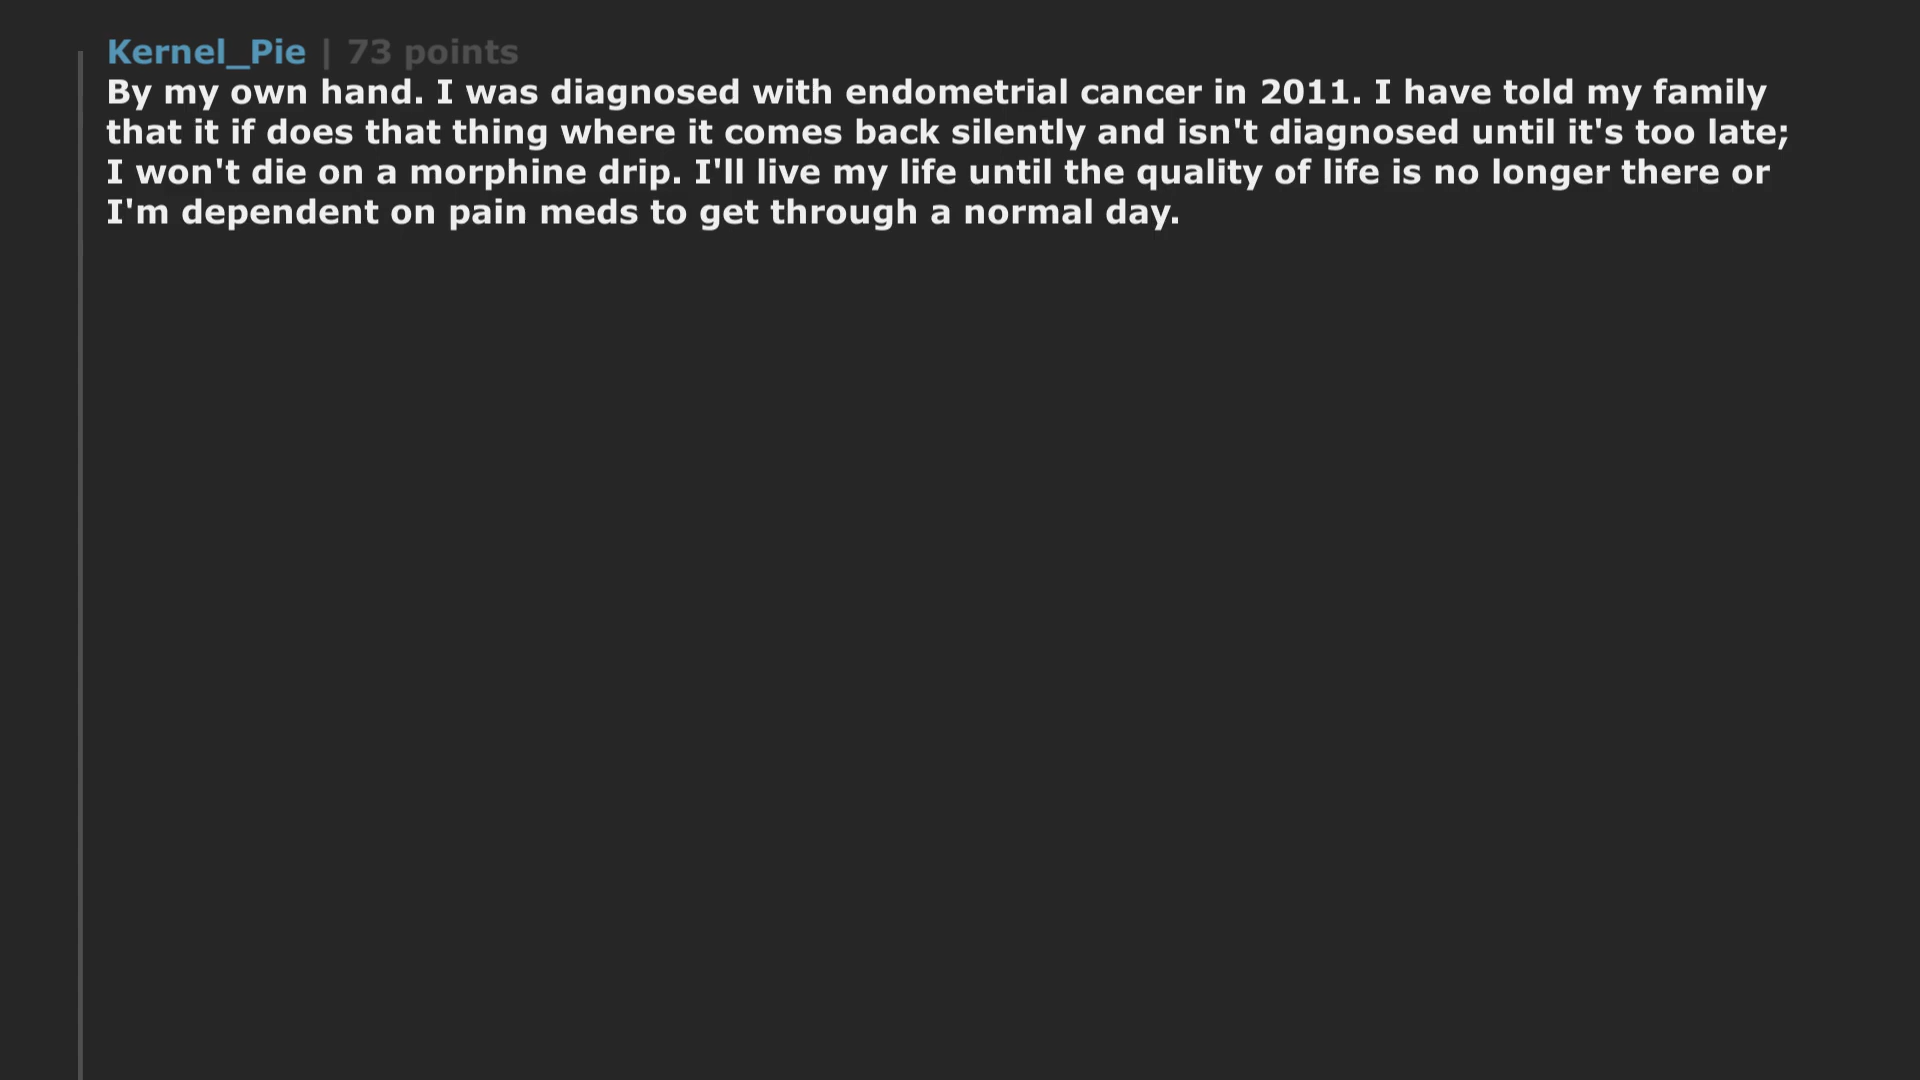 Kernel_Pie | 73 points
By my own hand. I was diagnosed with endometrial cancer in 2011. I have told my family
that it if does that thing where it comes back silently and isn't diagnosed until it's too late;
I won't die on a morphine drip. I'll live my life until the quality of life is no longer there or
I'm dependent on pain meds to get through a normal day.